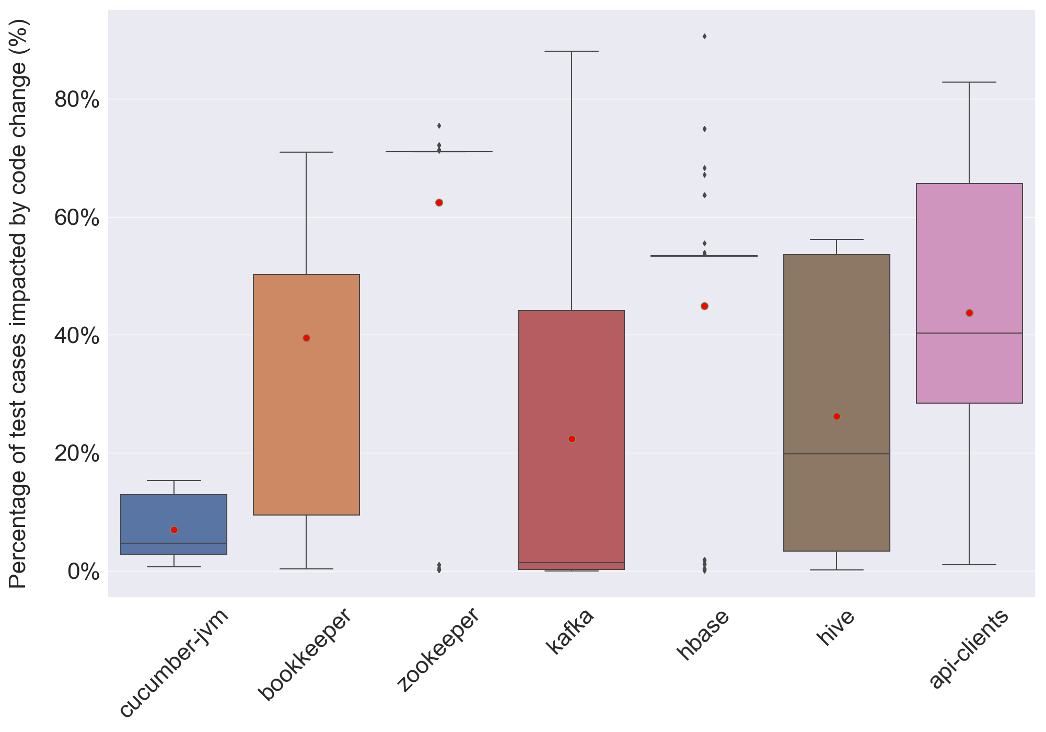 Percentage of test cases impacted by code change (%)
80%
60%
40%
20%
0%
cucumber-jvm
bookkeeper
zookeeper
kafka
hbase
hive
api-clients